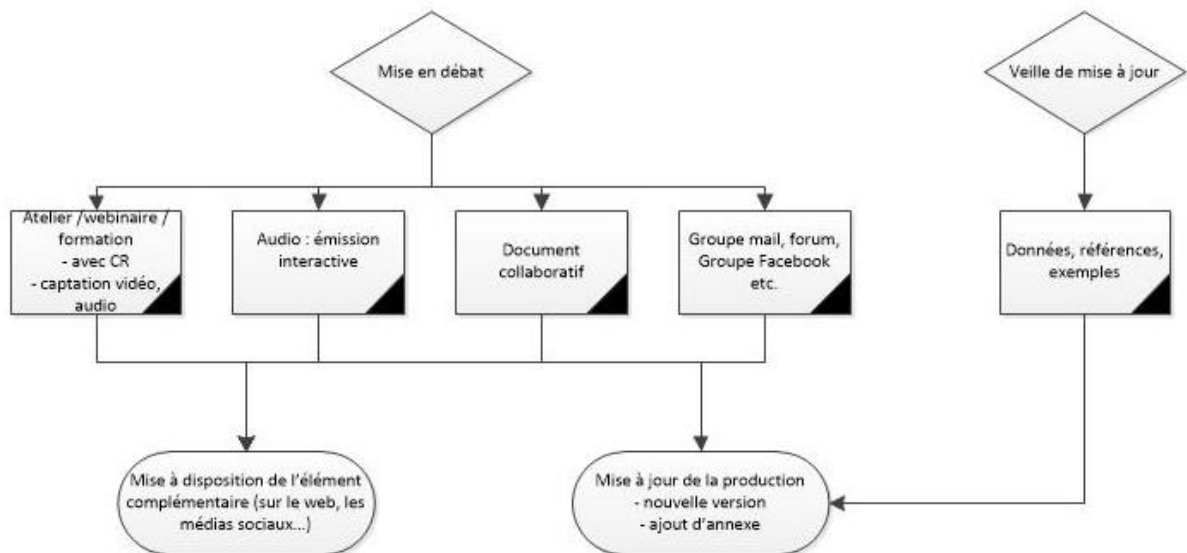 Mise en débat
Veille de mise à jour
Atelier /webinaire /
formation
- avec CR
- captation vidéo,
audio
Audio : émission
interactive
Document
collaboratif
Groupe mail, forum,
Groupe Facebook
etc.
Données, références,
exemples
Mise à disposition de l'élément
complémentaire (sur le web, les
médias sociaux...)
Mise à jour de la production
- nouvelle version
- ajout d'annexe